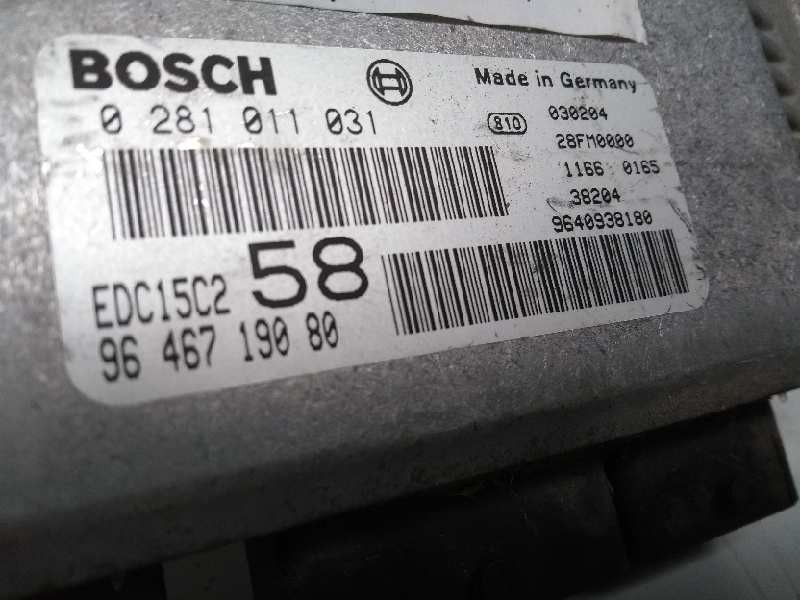 BOSCH
Made in Germany
0 281 011 031
810
030204
28FM0000
1166 0165
38204
9640938180
EDC15C2
58
96 467 190 80